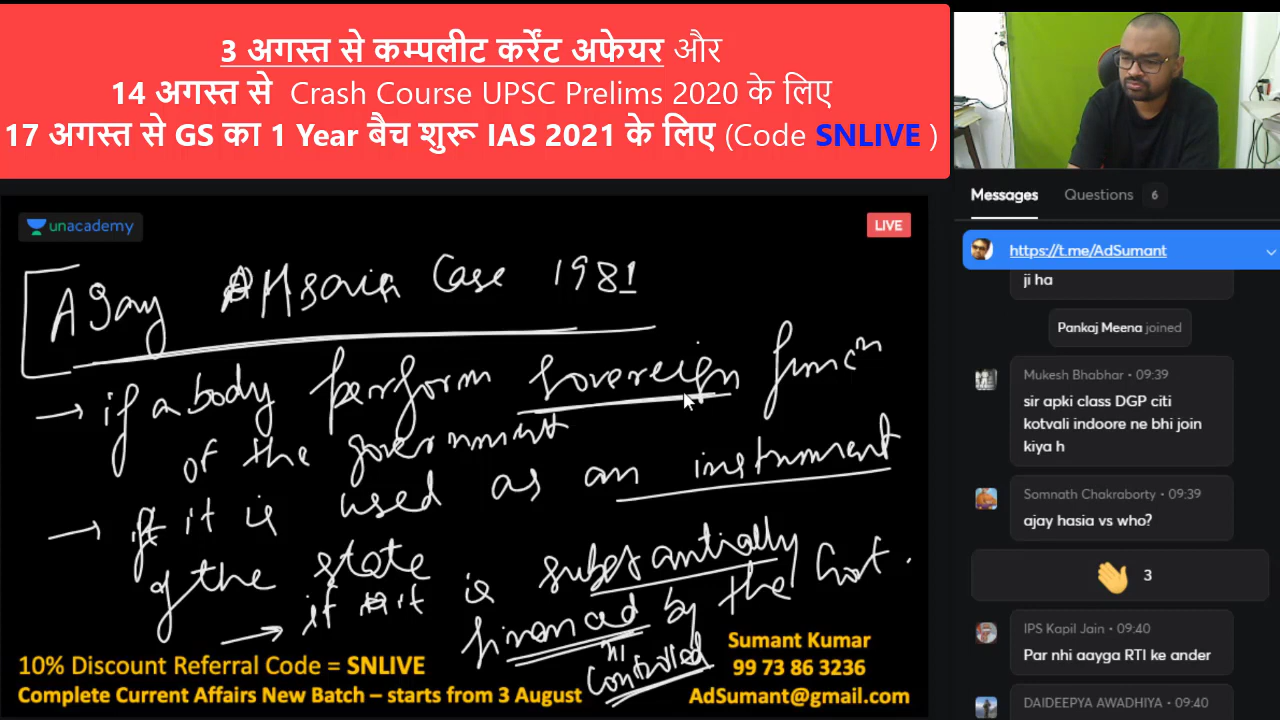 3 अगस्त से कम्पलीट कर्रेंट अफेयर और
14 अगस्त से Crash Course UPSC Prelims 2020 के लिए
17 अगस्त से GS का 1 Year बैच शुरू IAS 2021 के लिए (Code SNLIVE )
unacademy
LIVE
Case 1981
→ if a body perform sovereign
of the government
→ if it is used as an instrument
of the state
→ if it is substantially
financed by the Govt.
controlled
10% Discount Referral Code = SNLIVE
Complete Current Affairs New Batch – starts from 3 August
Sumant Kumar
99 73 86 3236
AdSumant@gmail.com
Messages
Questions 6
https://t.me/AdSumant
ji ha
Pankaj Meena joined
Mukesh Bhabhar • 09:39
sir apki class DGP citi
kotvali indoore ne bhi join
kiya h
Somnath Chakraborty • 09:39
ajay hasia vs who?
3
IPS Kapil Jain • 09:40
Par nhi aayga RTI ke ander
DAIDEEPYA AWADHIYA • 09:40